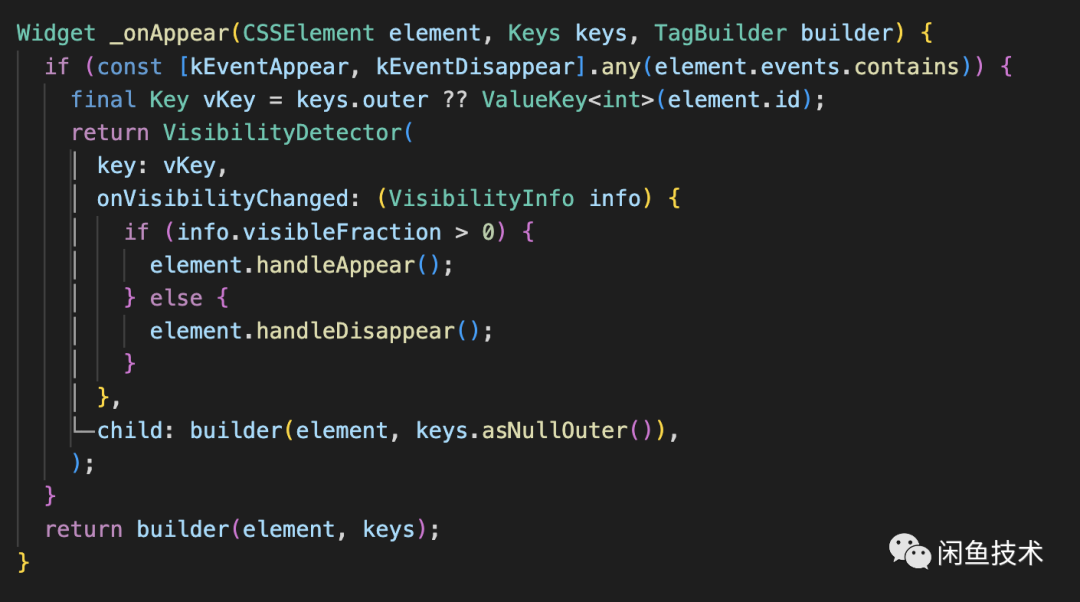 Widget _onAppear(CSSElement element, Keys keys, TagBuilder builder) {
  if (const [kEventAppear, kEventDisappear].any(element.events.contains)) {
    final Key vKey = keys.outer ?? ValueKey<int>(element.id);
    return VisibilityDetector(
      key: vKey,
      onVisibilityChanged: (VisibilityInfo info) {
        if (info.visibleFraction > 0) {
          element.handleAppear();
        } else {
          element.handleDisappear();
        }
      },
      child: builder(element, keys.asNullOuter()),
    );
  }
  return builder(element, keys);
}
闲鱼技术